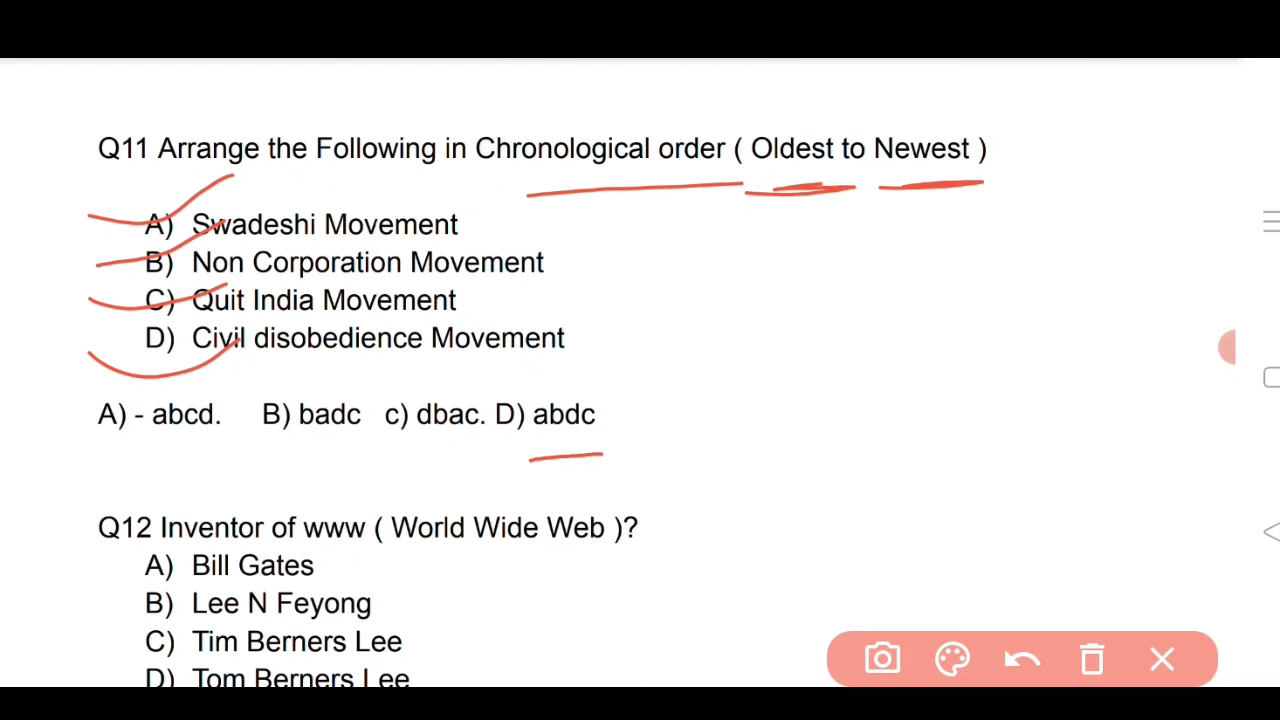 Q11 Arrange the Following in Chronological order ( Oldest to Newest )
A) Swadeshi Movement
B) Non Corporation Movement
C) Quit India Movement
D) Civil disobedience Movement
A) - abcd. B) badc c) dbac. D) abdc
Q12 Inventor of www ( World Wide Web )?
A) Bill Gates
B) Lee N Feyong
C) Tim Berners Lee
D) Tom Berners Lee